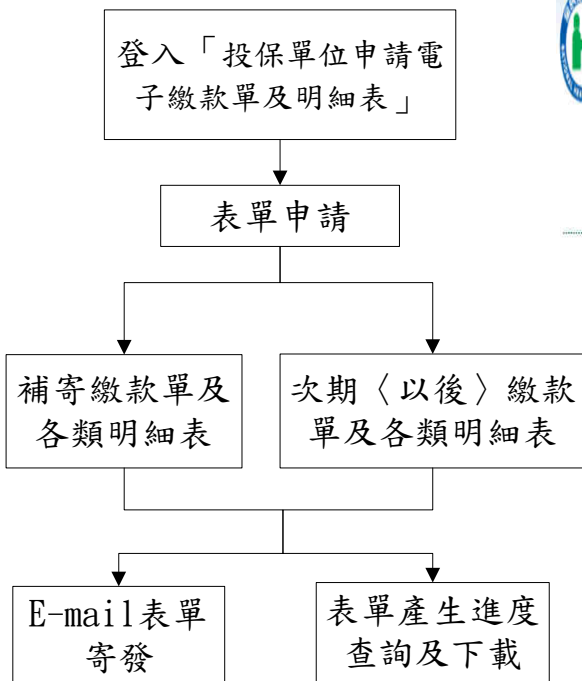 登入「投保單位申請電
子繳款單及明細表」
表單申請
補寄繳款單及
各類明細表
次期〈以後〉繳款
單及各類明細表
E-mail表單
寄發
表單產生進度
查詢及下載